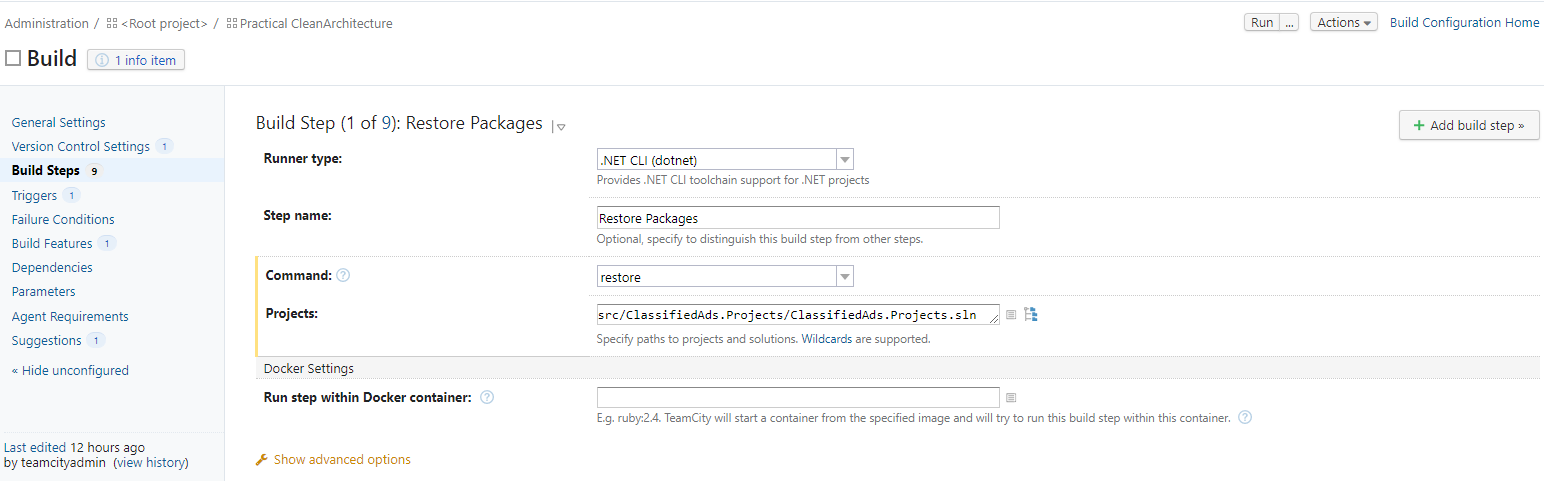 Administration / <Root project> / Practical CleanArchitecture
Run ... Actions Build Configuration Home
Build 1 info item
General Settings
Version Control Settings 1
Build Steps 9
Triggers 1
Failure Conditions
Build Features 1
Dependencies
Parameters
Agent Requirements
Suggestions 1
« Hide unconfigured
Last edited 12 hours ago
by teamcityadmin (view history)
Build Step (1 of 9): Restore Packages
+ Add build step »
Runner type: .NET CLI (dotnet)
Provides .NET CLI toolchain support for .NET projects
Step name: Restore Packages
Optional, specify to distinguish this build step from other steps.
Command: ? restore
Projects: src/ClassifiedAds.Projects/ClassifiedAds.Projects.sln
Specify paths to projects and solutions. Wildcards are supported.
Docker Settings
Run step within Docker container: ?
E.g. ruby:2.4. TeamCity will start a container from the specified image and will try to run this build step within this container. ?
Show advanced options